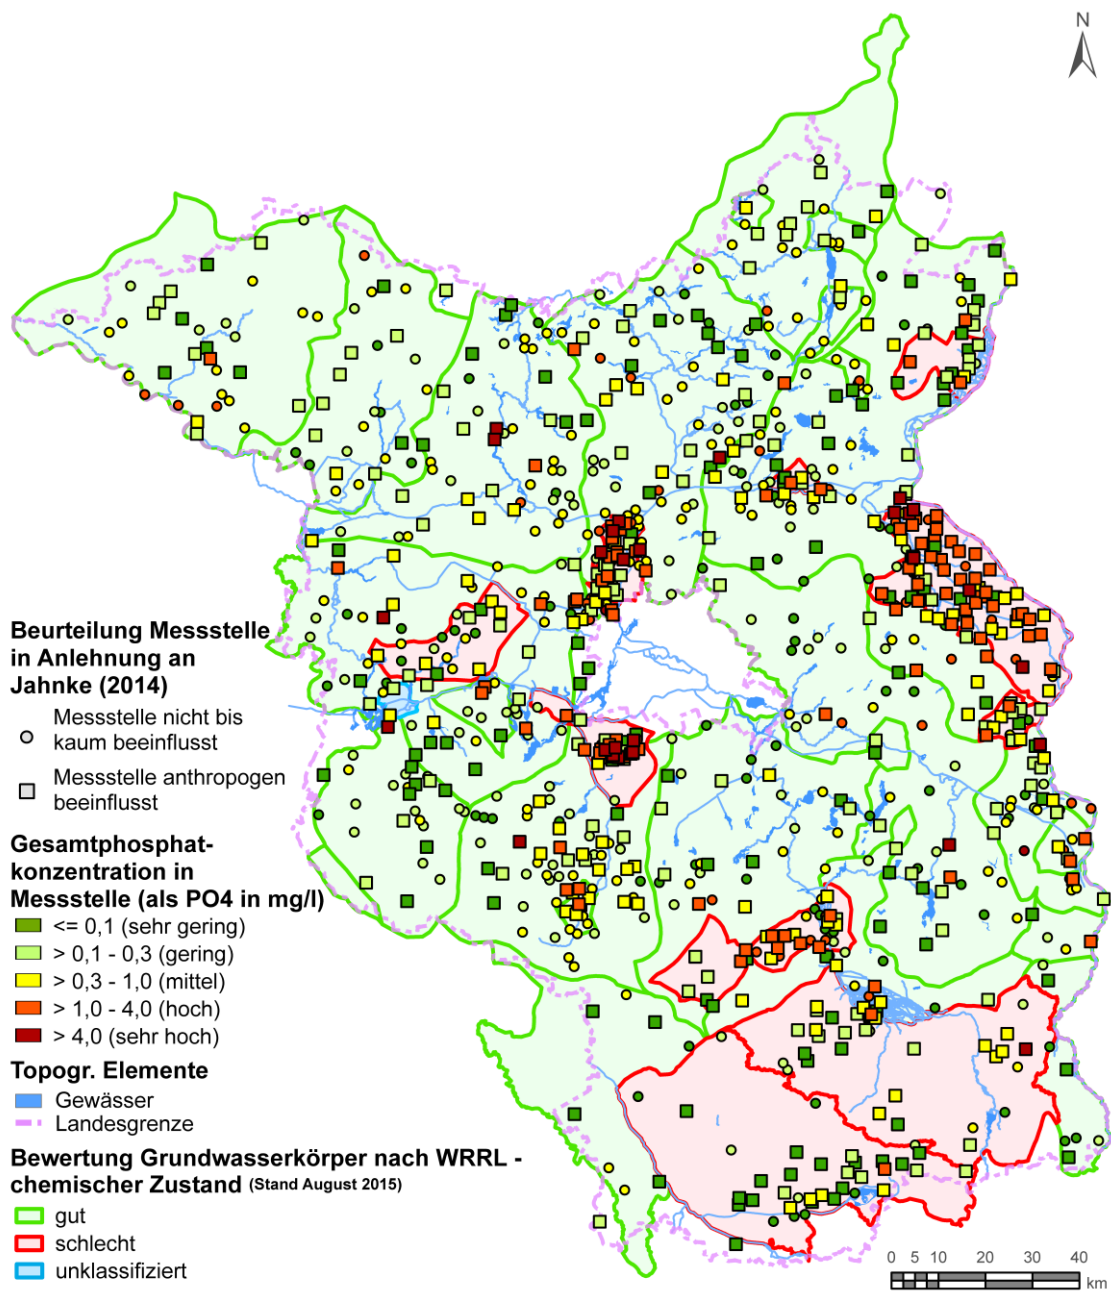 N
Beurteilung Messstelle
in Anlehnung an
Jahnke (2014)
Messstelle nicht bis
kaum beeinflusst
Messstelle anthropogen
beeinflusst
Gesamtphosphat-
konzentration in
Messstelle (als PO4 in mg/l)
<= 0,1 (sehr gering)
> 0,1 - 0,3 (gering)
> 0,3 - 1,0 (mittel)
> 1,0 - 4,0 (hoch)
> 4,0 (sehr hoch)
Topogr. Elemente
Gewässer
Landesgrenze
Bewertung Grundwasserkörper nach WRRL -
chemischer Zustand (Stand August 2015)
gut
schlecht
unklassifiziert
0 5 10 20 30 40
km